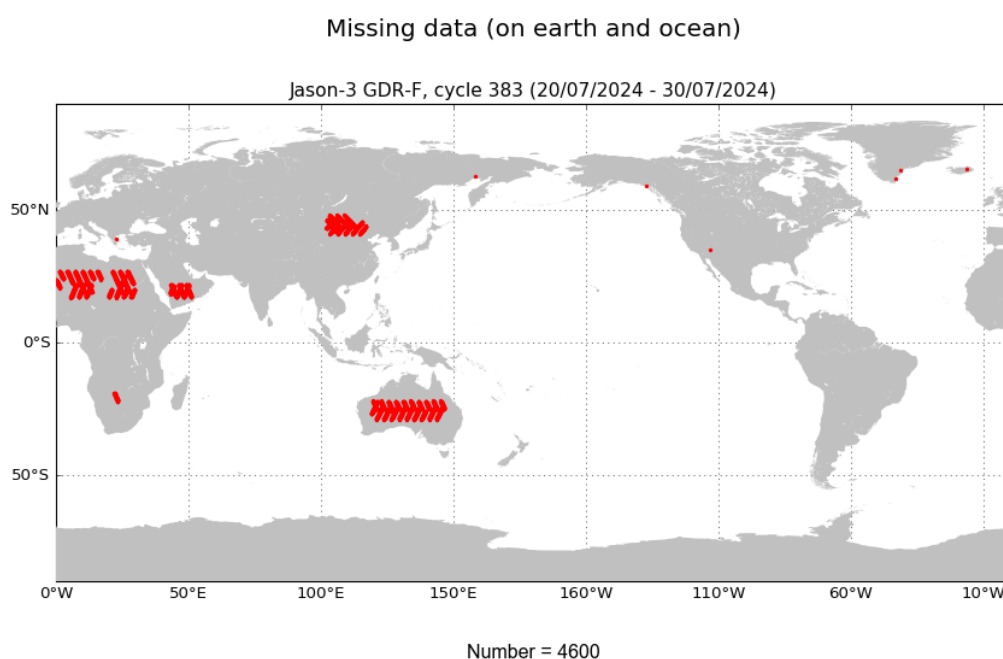 Missing data (on earth and ocean)
Jason-3 GDR-F, cycle 383 (20/07/2024 - 30/07/2024)
50°N
0°S
50°S
0°W 50°E 100°E 150°E 160°W 110°W 60°W 10°W
Number = 4600